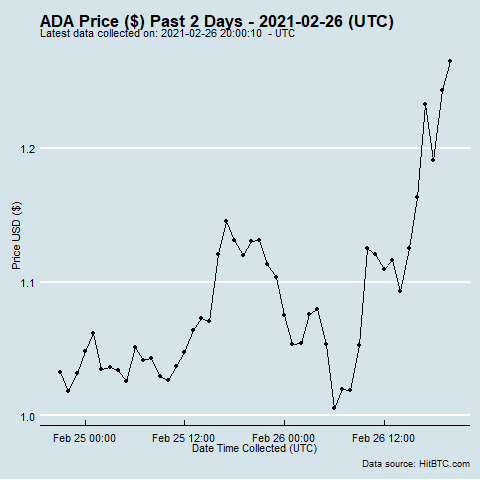 ADA Price ($) Past 2 Days - 2021-02-26 (UTC)
Latest data collected on: 2021-02-26 20:00:10 - UTC
1.2
Price USD ($)
1.1
1.0
Feb 25 00:00 Feb 25 12:00 Feb 26 00:00 Feb 26 12:00
Date Time Collected (UTC)
Data source: HitBTC.com